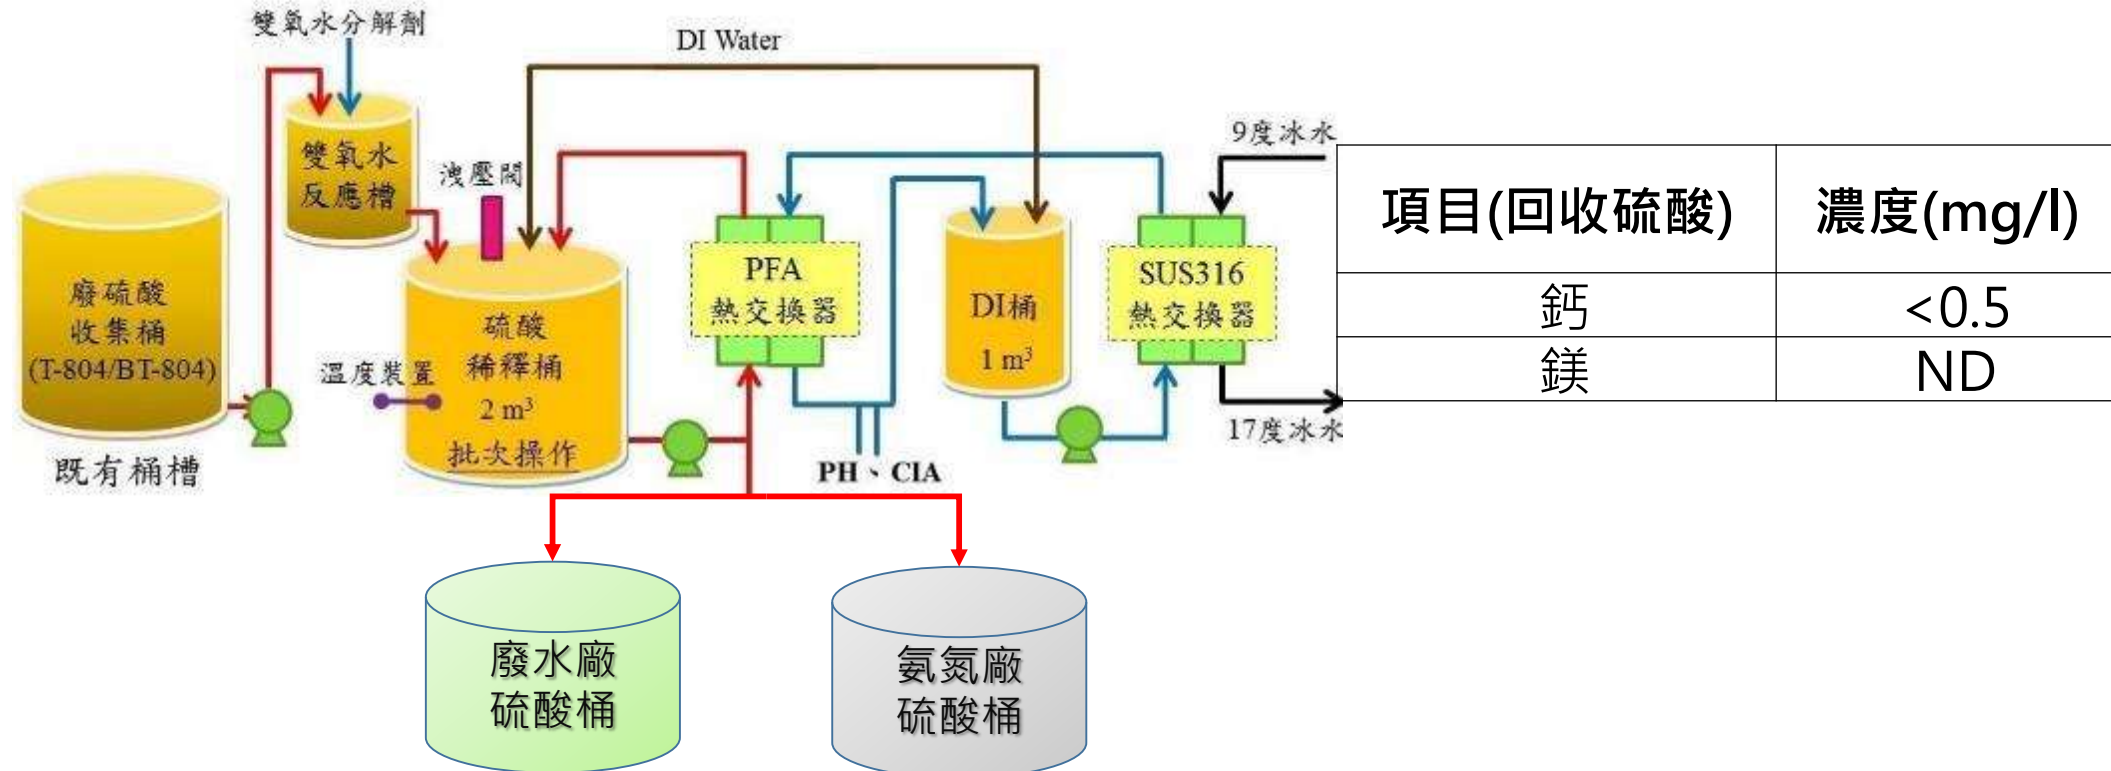 雙氧水分解劑
DI Water
雙氧水
反應槽
洩壓閥
9度冰水
廢硫酸
收集桶
(T-804/BT-804)
既有桶槽
溫度裝置
硫酸
稀釋桶
2 m³
批次操作
PFA
熱交換器
PH、CIA
DI桶
1 m³
SUS316
熱交換器
17度冰水
項目(回收硫酸) 濃度(mg/l)
鈣 <0.5
鎂 ND
廢水廠
硫酸桶
氨氮廠
硫酸桶